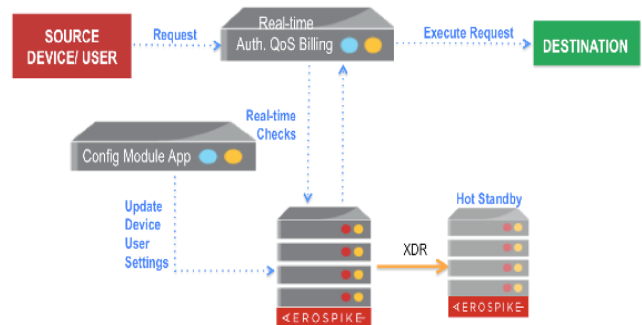 SOURCE
DEVICE/ USER
Request
Real-time
Auth. QoS Billing
Execute Request
DESTINATION
Real-time
Checks
Config Module App
Update
Device
User
Settings
Hot Standby
XDR
AEROSPIKE
AEROSPIKE